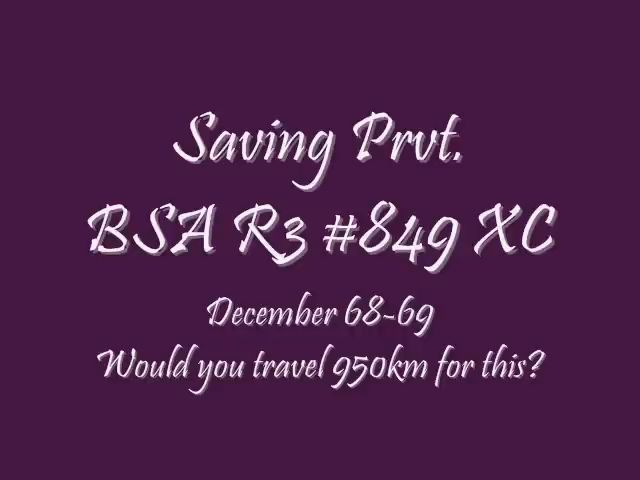 Saving Prvt.
BSA R3 #849 XC
December 68-69
Would you travel 950km for this?